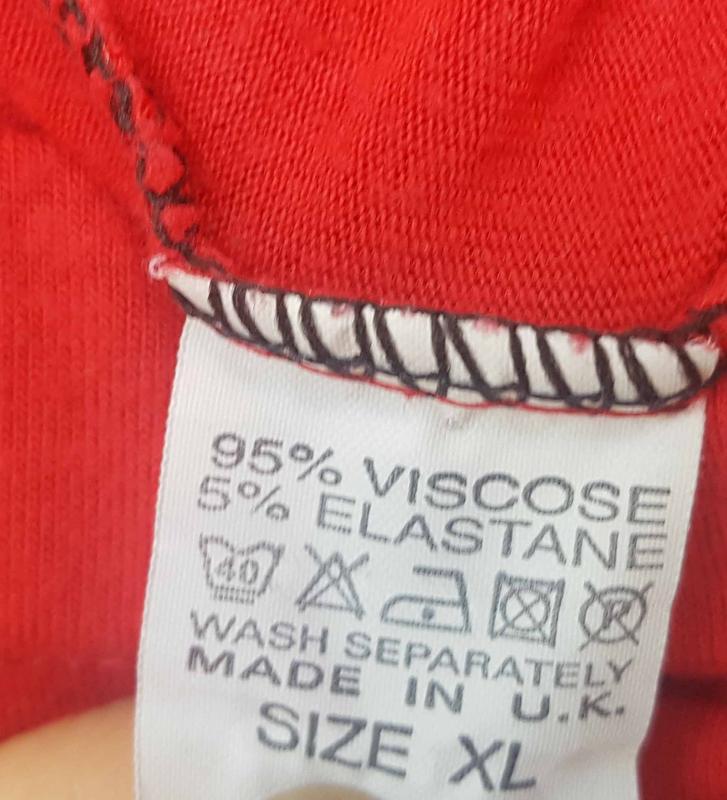 95% VISCOSE
5% ELASTANE
40 P
WASH SEPARATELY
MADE IN U.K.
SIZE XL